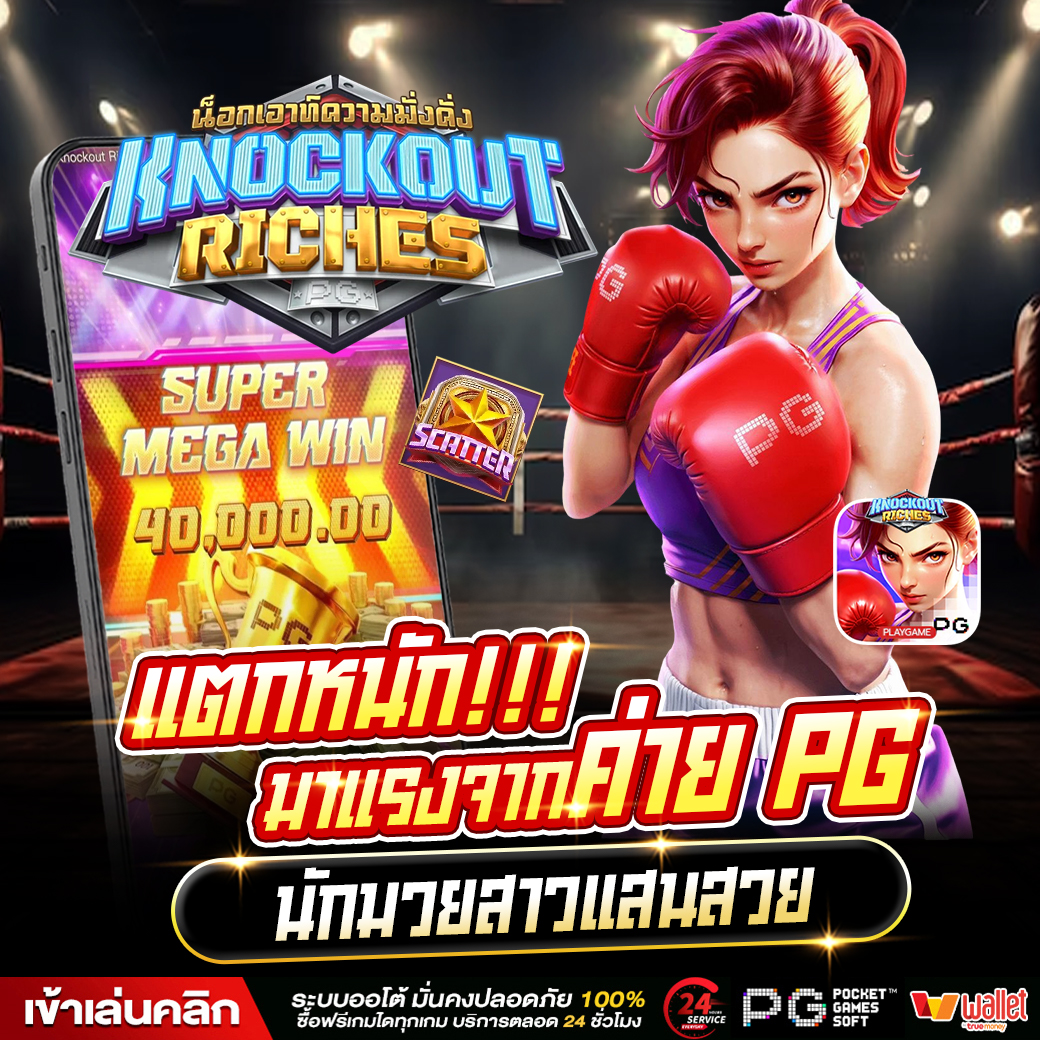 น็อกเอาท์ความมั่งคั่ง
KNOCKOUT
RICHES
PG
SUPER
MEGA WIN
40,000.00
SCATTER
PG
PG
PG
KNOCKOUT
RICHES
PLAYGAME
PG
แตกหนัก!!!
มาแรงจากค่าย PG
นักมวยสาวแสนสวย
เข้าเล่นคลิก
ระบบออโต้ มั่นคงปลอดภัย 100%
ซื้อฟรีเกมไดทุกเกม บริการตลอด 24 ชั่วโมง
24 HOURS
SERVICE
EVERYDAY
PG
POCKET™
GAMES
SOFT
wallet
by truemoney